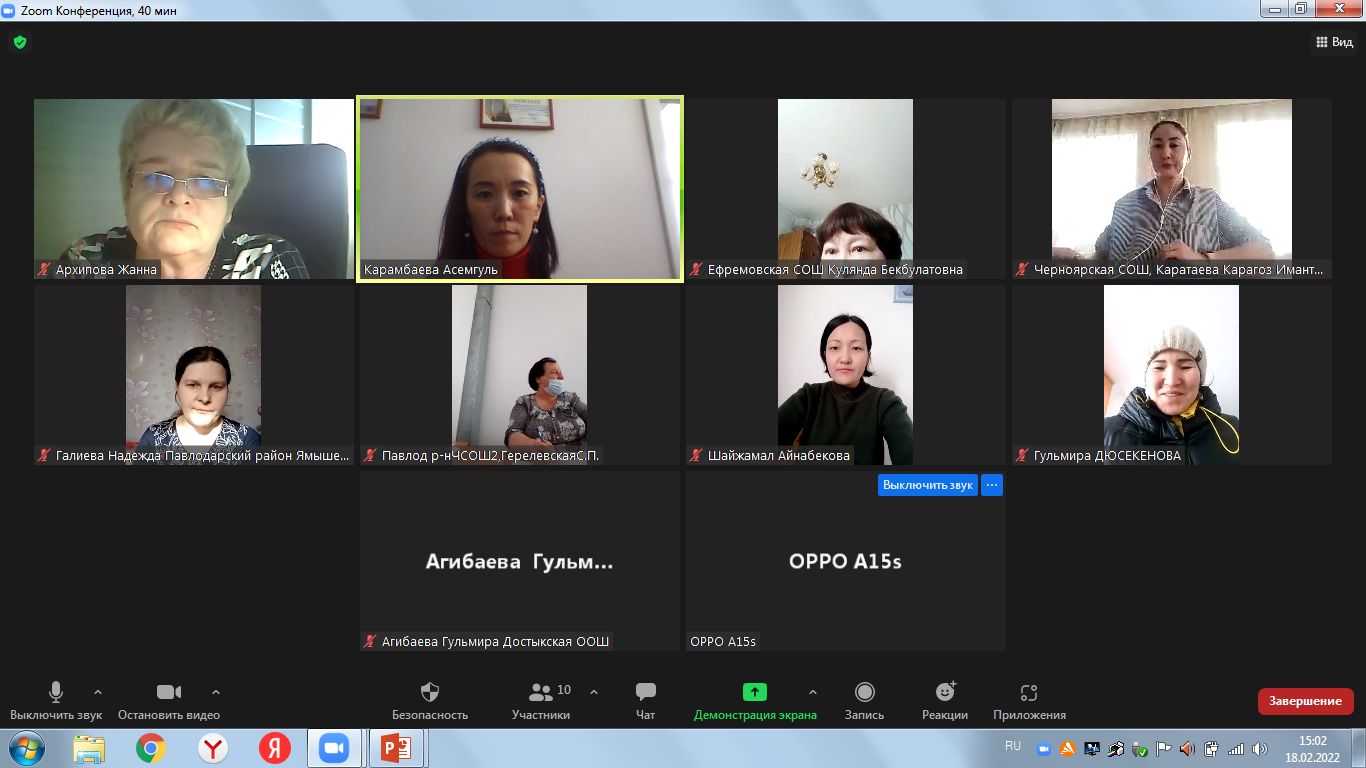 Zoom Конференция, 40 мин
Вид
Архипова Жанна
Карамбаева Асемгуль
Ефремовская СОШ Кулянда Бекбулатовна
Черноярская СОШ, Каратаева Карагоз Имант...
Галиева Надежда Павлодарский район Ямыше...
Павлод р-нЧСОШ2,ГерелевскаяС.П.
Шайжамал Айнабекова
Гульмира ДЮСЕКЕНОВА
Выключить звук
Агибаева Гульм...
OPPO A15s
Агибаева Гульмира Достыкская ООШ
OPPO A15s
Выключить звук
Остановить видео
Безопасность
Участники
10
Чат
Демонстрация экрана
Запись
Реакции
Приложения
Завершение
RU
15:02
18.02.2022